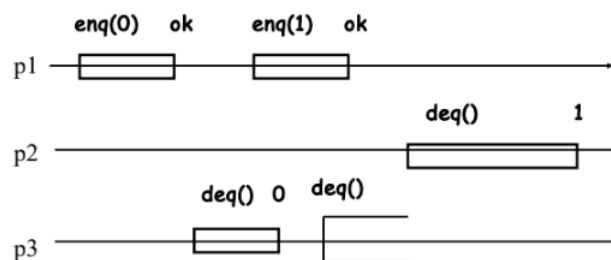 enq(0) ok enq(1) ok
p1
deq() 1
p2
deq() 0 deq()
p3